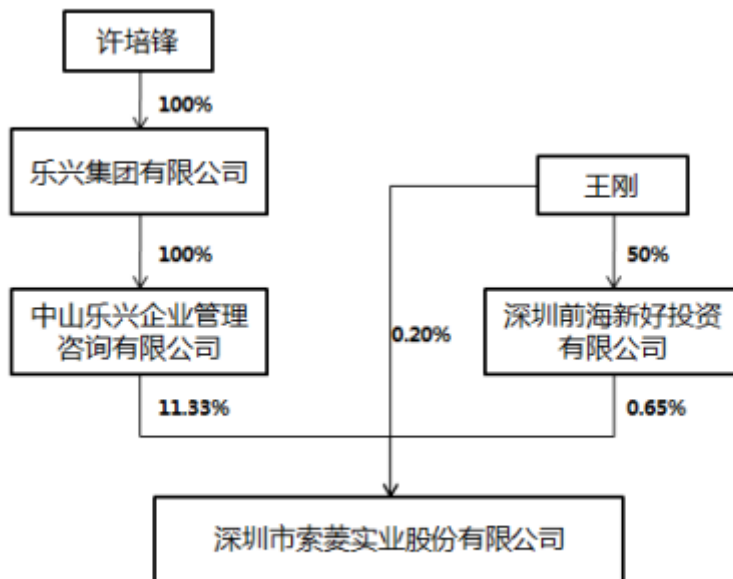 许培锋
100%
乐兴集团有限公司
王刚
100%
50%
中山乐兴企业管理
咨询有限公司
深圳前海新好投资
有限公司
0.20%
11.33%
0.65%
深圳市索菱实业股份有限公司